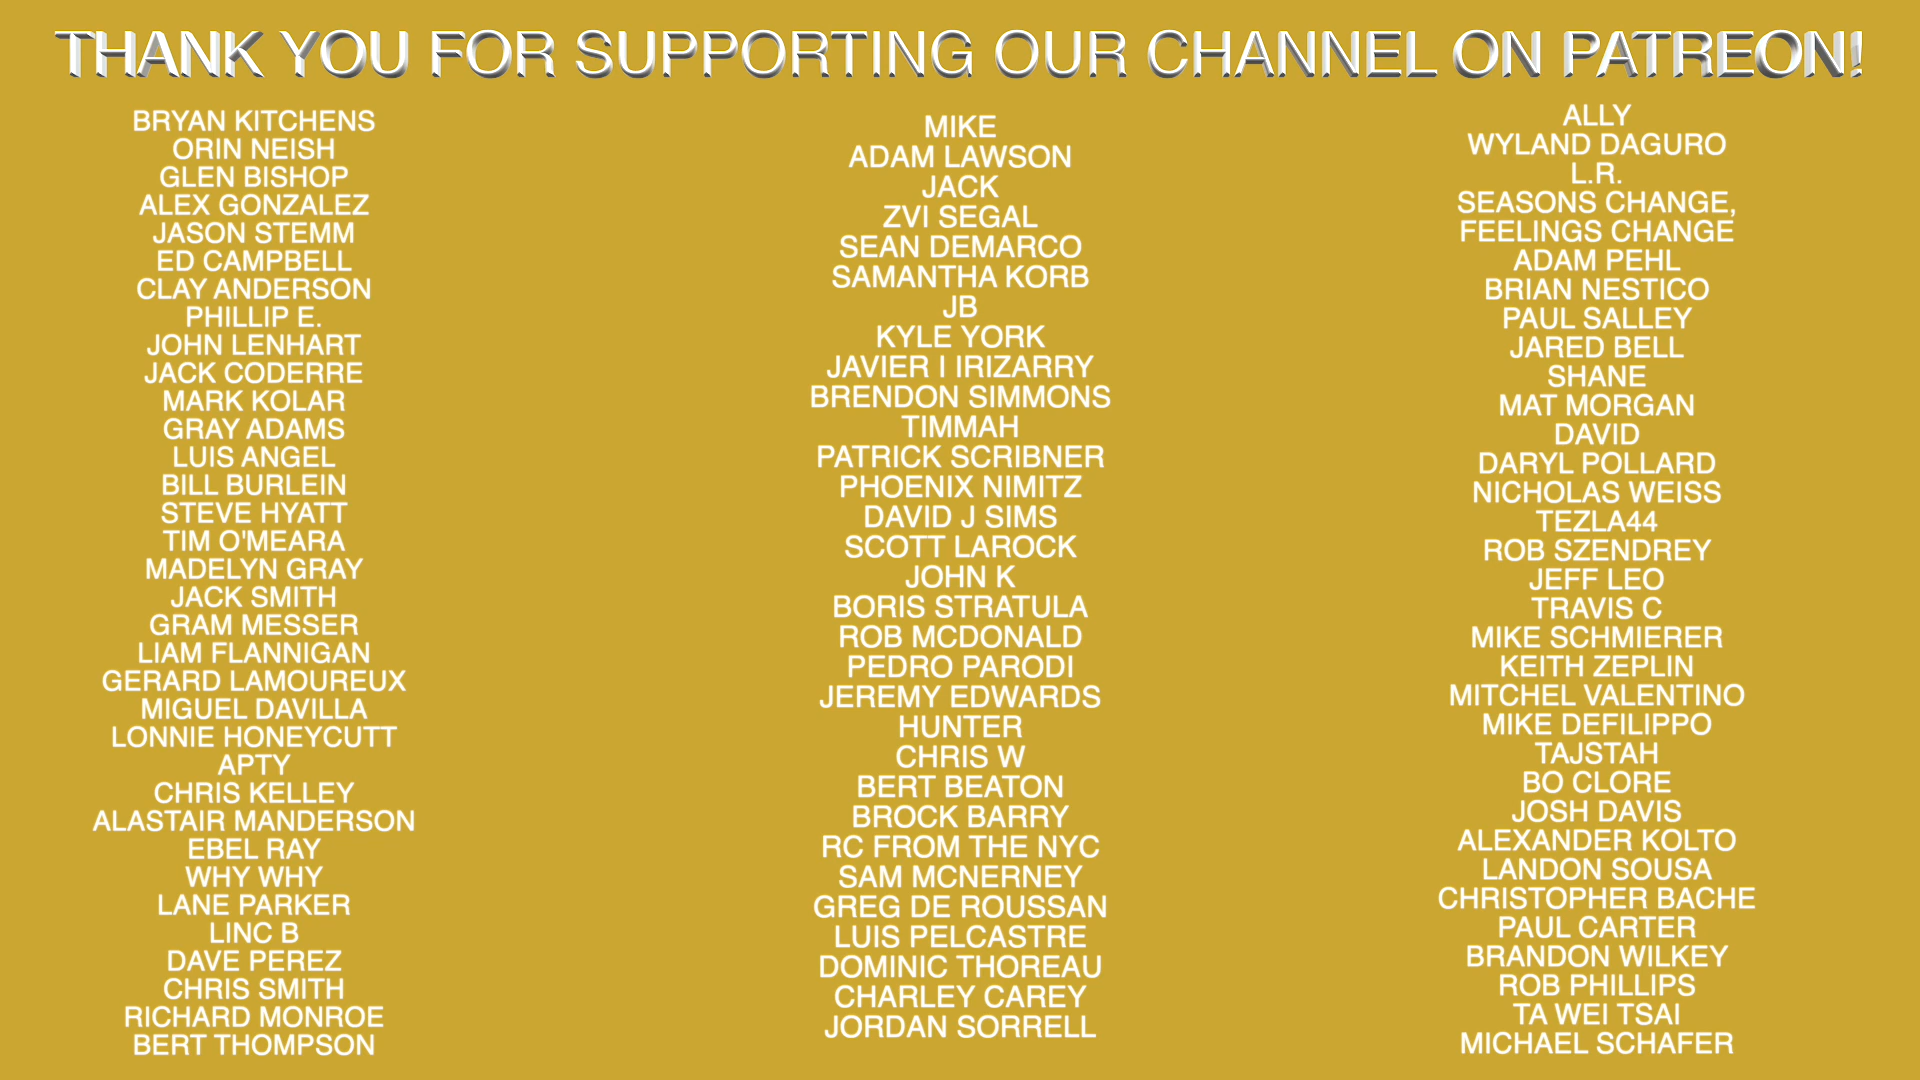 THANK YOU FOR SUPPORTING OUR CHANNEL ON PATREON!
BRYAN KITCHENS
ORIN NEISH
GLEN BISHOP
ALEX GONZALEZ
JASON STEMM
ED CAMPBELL
CLAY ANDERSON
PHILLIP E.
JOHN LENHART
JACK CODERRE
MARK KOLAR
GRAY ADAMS
LUIS ANGEL
BILL BURLEIN
STEVE HYATT
TIM O'MEARA
MADELYN GRAY
JACK SMITH
GRAM MESSER
LIAM FLANNIGAN
GERARD LAMOUREUX
MIGUEL DAVILLA
LONNIE HONEYCUTT
APTY
CHRIS KELLEY
ALASTAIR MANDERSON
EBEL RAY
WHY WHY
LANE PARKER
LINC B
DAVE PEREZ
CHRIS SMITH
RICHARD MONROE
BERT THOMPSON
MIKE
ADAM LAWSON
JACK
ZVI SEGAL
SEAN DEMARCO
SAMANTHA KORB
JB
KYLE YORK
JAVIER I IRIZARRY
BRENDON SIMMONS
TIMMAH
PATRICK SCRIBNER
PHOENIX NIMITZ
DAVID J SIMS
SCOTT LAROCK
JOHN K
BORIS STRATULA
ROB MCDONALD
PEDRO PARODI
JEREMY EDWARDS
HUNTER
CHRIS W
BERT BEATON
BROCK BARRY
RC FROM THE NYC
SAM MCNERNEY
GREG DE ROUSSAN
LUIS PELCASTRE
DOMINIC THOREAU
CHARLEY CAREY
JORDAN SORRELL
ALLY
WYLAND DAGURO
L.R.
SEASONS CHANGE,
FEELINGS CHANGE
ADAM PEHL
BRIAN NESTICO
PAUL SALLEY
JARED BELL
SHANE
MAT MORGAN
DAVID
DARYL POLLARD
NICHOLAS WEISS
TEZLA44
ROB SZENDREY
JEFF LEO
TRAVIS C
MIKE SCHMIERER
KEITH ZEPLIN
MITCHEL VALENTINO
MIKE DEFILIPPO
TAJSTAH
BO CLORE
JOSH DAVIS
ALEXANDER KOLTO
LANDON SOUSA
CHRISTOPHER BACHE
PAUL CARTER
BRANDON WILKEY
ROB PHILLIPS
TA WEI TSAI
MICHAEL SCHAFER